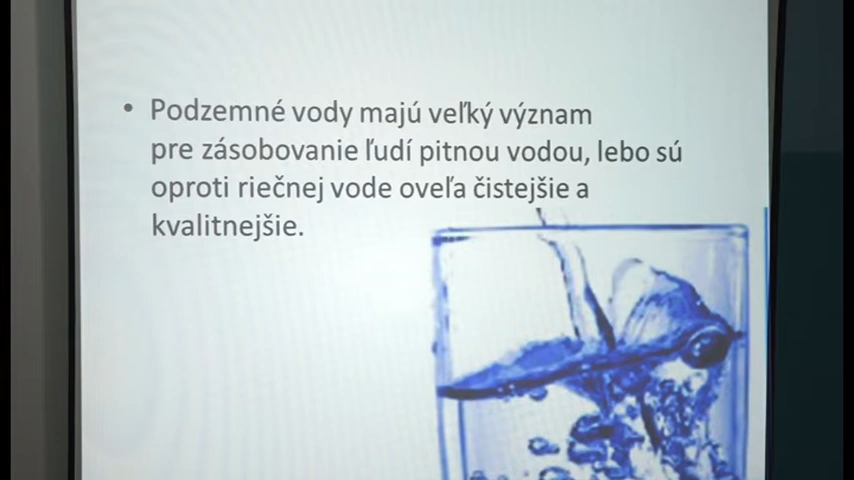 • Podzemné vody majú veľký význam
pre zásobovanie ľudí pitnou vodou, lebo sú
oproti riečnej vode oveľa čistejšie a
kvalitnejšie.